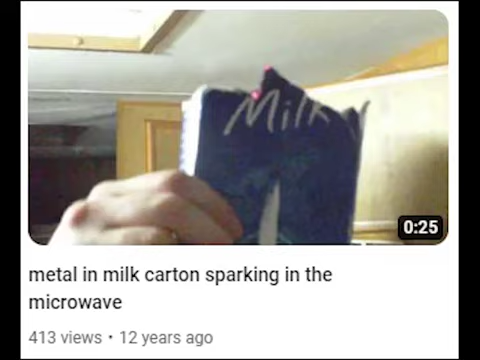 Milk
0:25
metal in milk carton sparking in the
microwave
413 views • 12 years ago